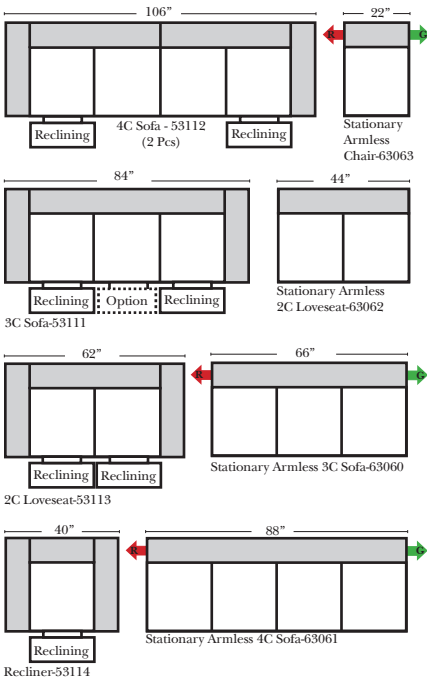 106”
22”
R
G
Reclining
4C Sofa - 53112
(2 Pcs)
Reclining
Stationary
Armless
Chair-63063
84”
44”
Reclining
Option
Reclining
3C Sofa-53111
Stationary Armless
2C Loveseat-63062
62”
66”
R
G
Reclining
Reclining
2C Loveseat-53113
Stationary Armless 3C Sofa-63060
40”
88”
R
G
Reclining
Recliner-53114
Stationary Armless 4C Sofa-63061